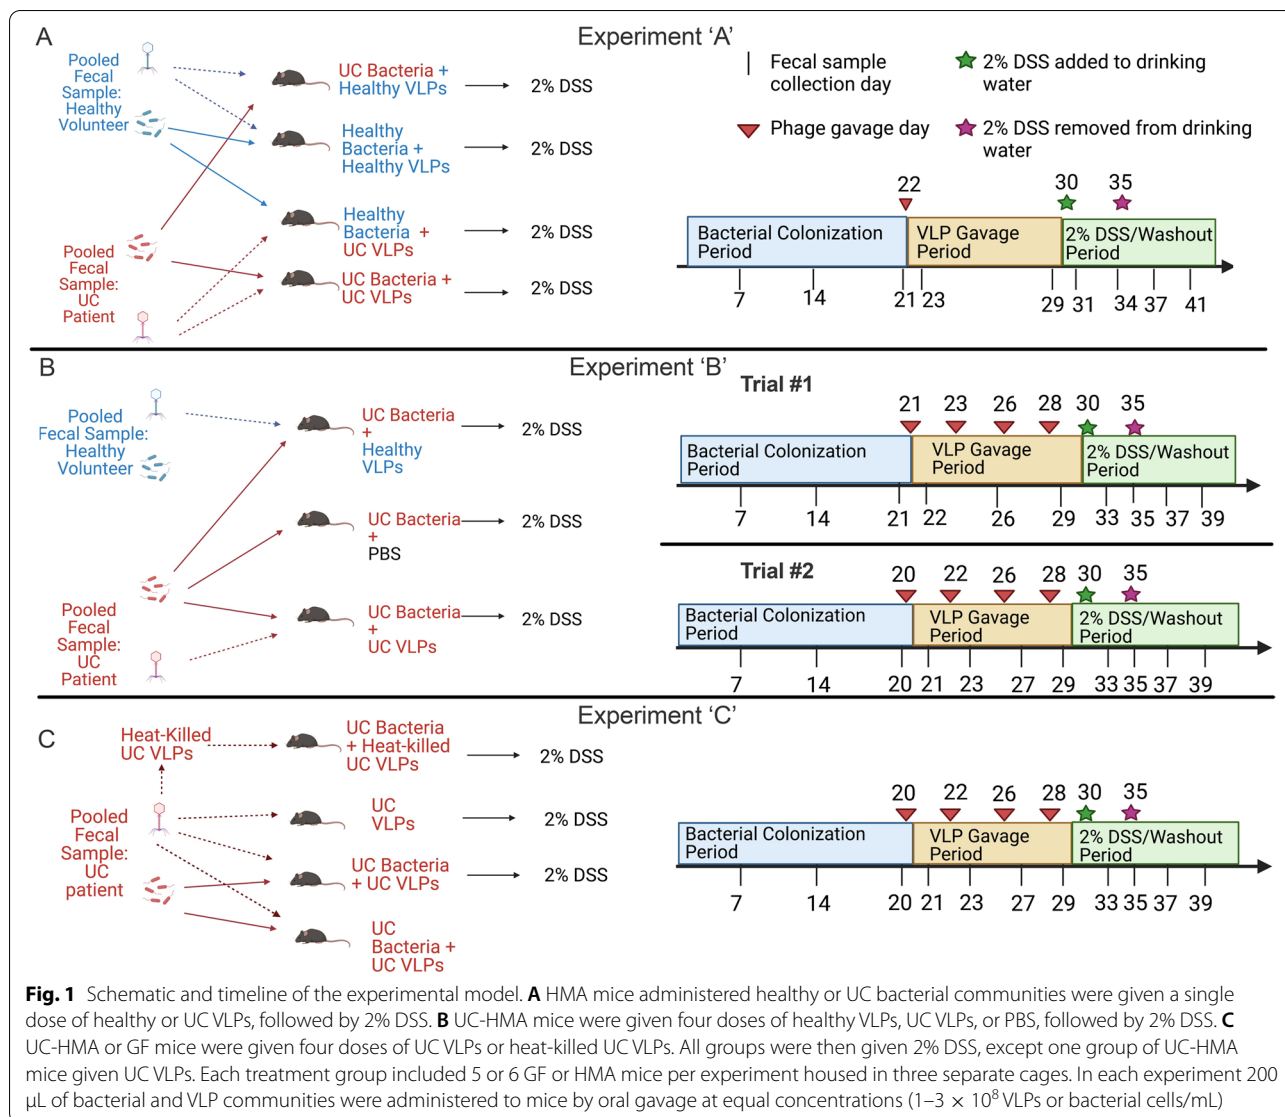 A
Experiment ‘A’
Pooled
Fecal
Sample:
Healthy
Volunteer
Pooled
Fecal
Sample:
UC
Patient
UC Bacteria +
Healthy VLPs
2% DSS
Healthy
Bacteria +
Healthy VLPs
2% DSS
Healthy
Bacteria +
UC VLPs
2% DSS
UC Bacteria +
UC VLPs
2% DSS
Fecal sample
collection day
2% DSS added to drinking
water
Phage gavage day
2% DSS removed from drinking
water
22 30 35
Bacterial Colonization
Period
VLP Gavage
Period
2% DSS/Washout
Period
7 14 21 23 29 31 34 37 41
B
Experiment ‘B’
Pooled
Fecal Sample:
Healthy
Volunteer
Pooled
Fecal
Sample:
UC
Patient
UC Bacteria
+
Healthy
VLPs
2% DSS
UC Bacteria
+
PBS
2% DSS
UC Bacteria
+
UC VLPs
2% DSS
Trial #1
21 23 26 28 30 35
Bacterial Colonization
Period
VLP Gavage
Period
2% DSS/Washout
Period
7 14 21 22 26 29 33 35 37 39
Trial #2
20 22 26 28 30 35
Bacterial Colonization
Period
VLP Gavage
Period
2% DSS/Washout
Period
7 14 20 21 23 27 29 33 35 37 39
Experiment ‘C’
C
Heat-Killed
UC VLPs
Pooled
Fecal
Sample:
UC
patient
UC Bacteria
+ Heat-killed
UC VLPs
2% DSS
UC
VLPs
2% DSS
UC Bacteria
+ UC VLPs
2% DSS
UC
Bacteria +
UC VLPs
20 22 26 28 30 35
Bacterial Colonization
Period
VLP Gavage
Period
2% DSS/Washout
Period
7 14 20 21 23 27 29 33 35 37 39
Fig. 1 Schematic and timeline of the experimental model. A HMA mice administered healthy or UC bacterial communities were given a single
dose of healthy or UC VLPs, followed by 2% DSS. B UC-HMA mice were given four doses of healthy VLPs, UC VLPs, or PBS, followed by 2% DSS. C
UC-HMA or GF mice were given four doses of UC VLPs or heat-killed UC VLPs. All groups were then given 2% DSS, except one group of UC-HMA
mice given UC VLPs. Each treatment group included 5 or 6 GF or HMA mice per experiment housed in three separate cages. In each experiment 200
µL of bacterial and VLP communities were administered to mice by oral gavage at equal concentrations (1–3 × 10⁸ VLPs or bacterial cells/mL)